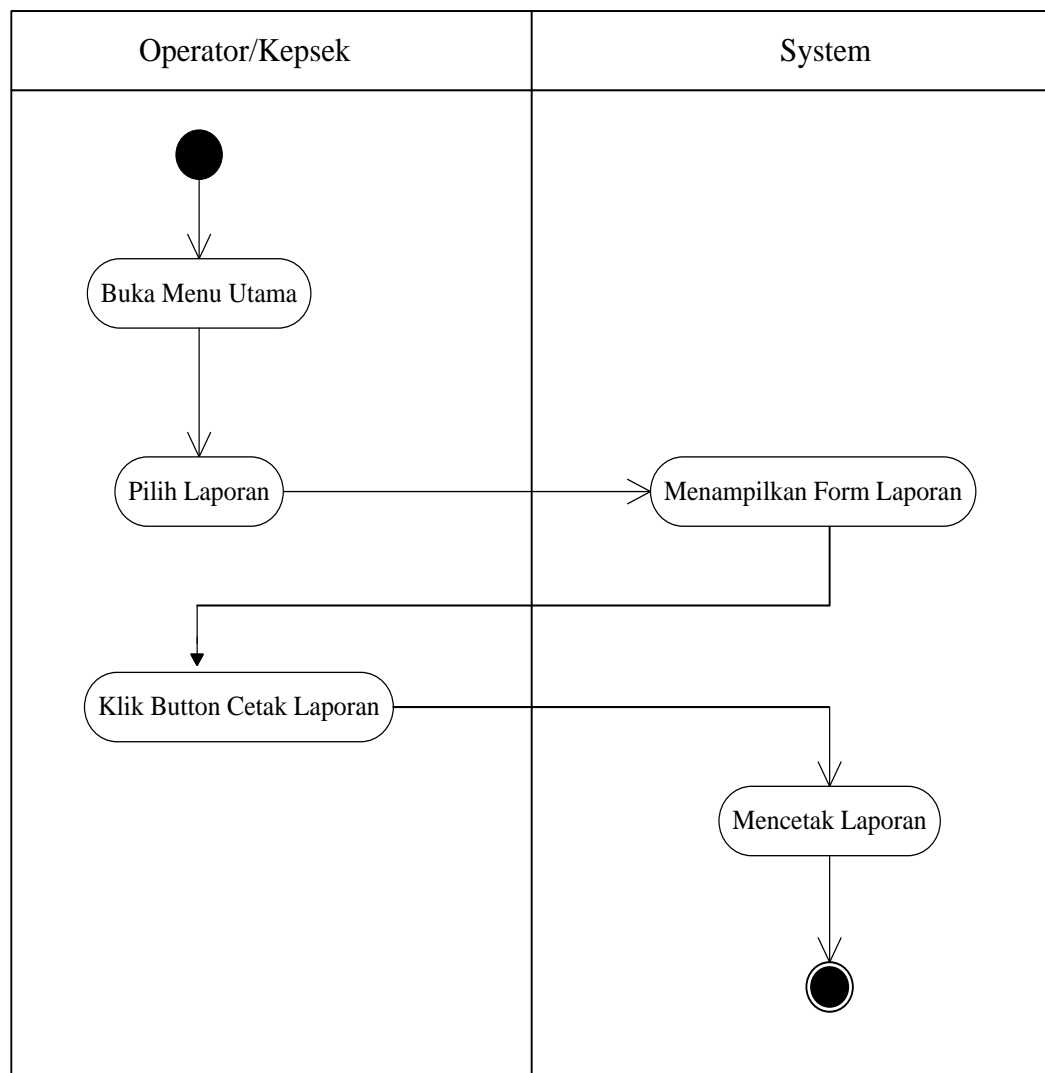 Operator/Kepsek
System
Buka Menu Utama
Pilih Laporan
Menampilkan Form Laporan
Klik Button Cetak Laporan
Mencetak Laporan